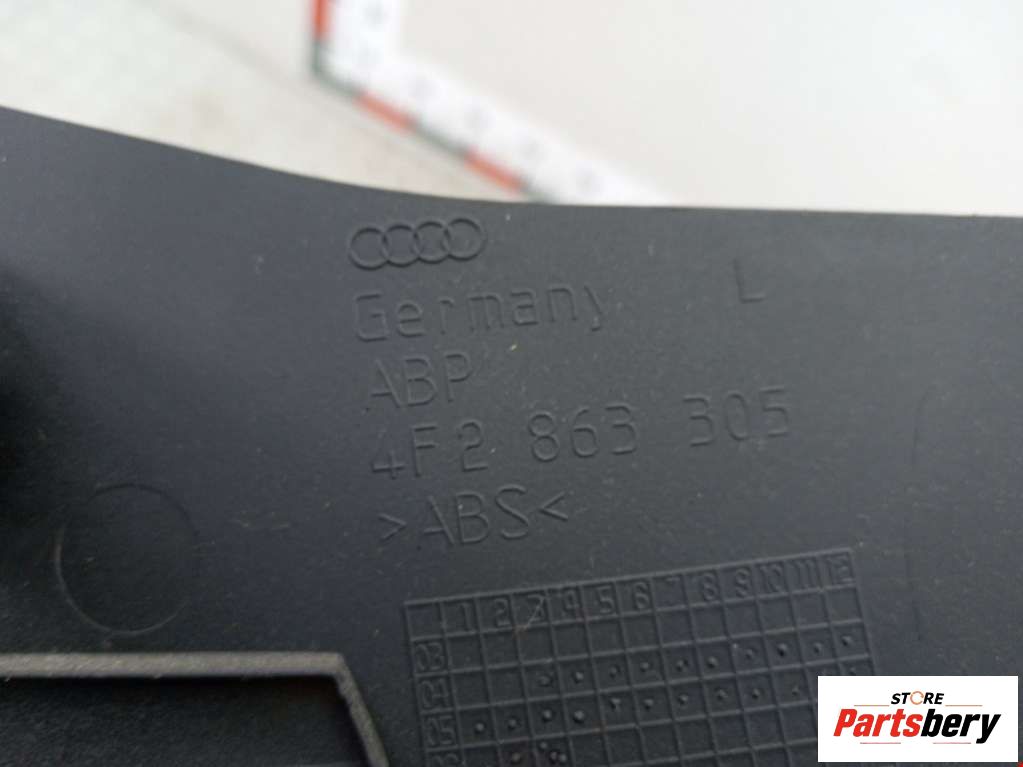 Germany L
ABP
4F2 863 305
>ABS<
1 2 3 4 5 6 7 8 9 10 11 12
03
04
05
STORE
Partsbery